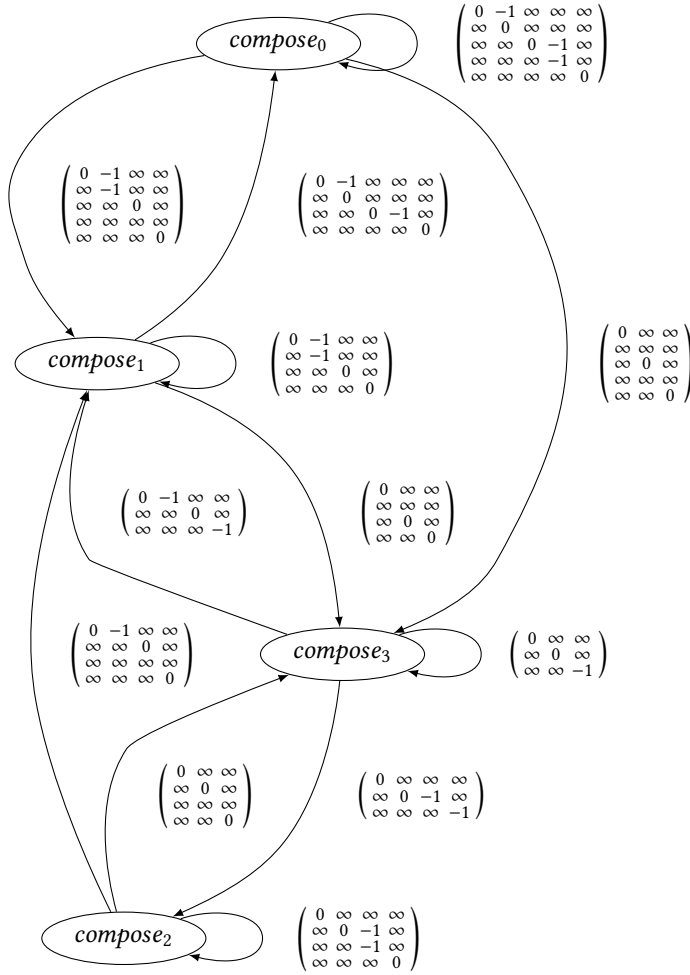 compose₀
0 −1 ∞ ∞ ∞
∞ 0 ∞ ∞ ∞
∞ ∞ 0 −1 ∞
∞ ∞ ∞ −1 ∞
∞ ∞ ∞ ∞ 0
0 −1 ∞ ∞
∞ −1 ∞ ∞
∞ ∞ 0 ∞
∞ ∞ ∞ ∞
∞ ∞ ∞ 0
0 −1 ∞ ∞ ∞
∞ 0 ∞ ∞ ∞
∞ ∞ 0 −1 ∞
∞ ∞ ∞ ∞ 0
compose₁
0 −1 ∞ ∞
∞ −1 ∞ ∞
∞ ∞ 0 ∞
∞ ∞ ∞ 0
0 ∞ ∞
∞ ∞ ∞
∞ 0 ∞
∞ ∞ ∞
∞ ∞ 0
0 −1 ∞ ∞
∞ ∞ 0 ∞
∞ ∞ ∞ −1
0 ∞ ∞
∞ ∞ ∞
∞ 0 ∞
∞ ∞ 0
0 −1 ∞ ∞
∞ ∞ 0 ∞
∞ ∞ ∞ ∞
∞ ∞ ∞ 0
compose₃
0 ∞ ∞
∞ 0 ∞
∞ ∞ −1
0 ∞ ∞
∞ 0 ∞
∞ ∞ ∞
∞ ∞ 0
0 ∞ ∞ ∞
∞ 0 −1 ∞
∞ ∞ ∞ −1
compose₂
0 ∞ ∞ ∞
∞ 0 −1 ∞
∞ ∞ −1 ∞
∞ ∞ ∞ 0